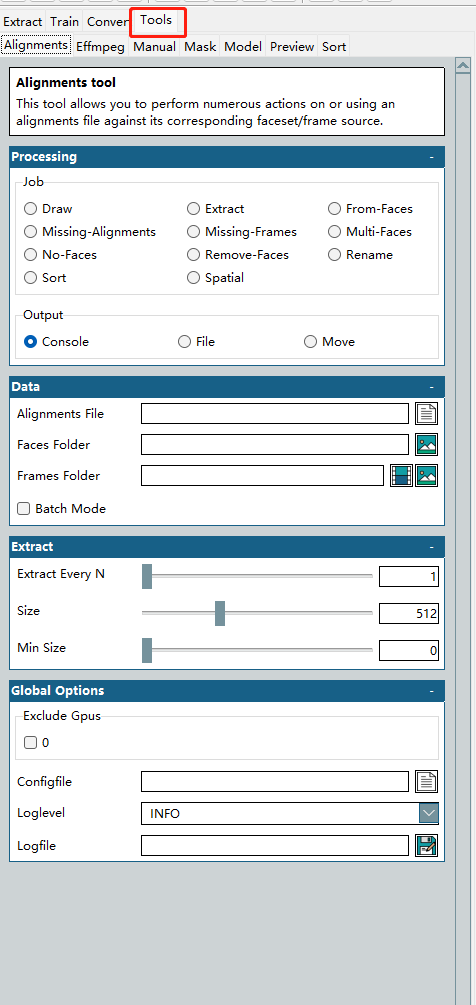 Extract Train Convert Tools
Alignments Effmpeg Manual Mask Model Preview Sort
Alignments tool
This tool allows you to perform numerous actions on or using an
alignments file against its corresponding faceset/frame source.
Processing -
Job
Draw Extract From-Faces
Missing-Alignments Missing-Frames Multi-Faces
No-Faces Remove-Faces Rename
Sort Spatial
Output
Console File Move
Data -
Alignments File
Faces Folder
Frames Folder
Batch Mode
Extract -
Extract Every N 1
Size 512
Min Size 0
Global Options -
Exclude Gpus
0
Configfile
Loglevel INFO
Logfile